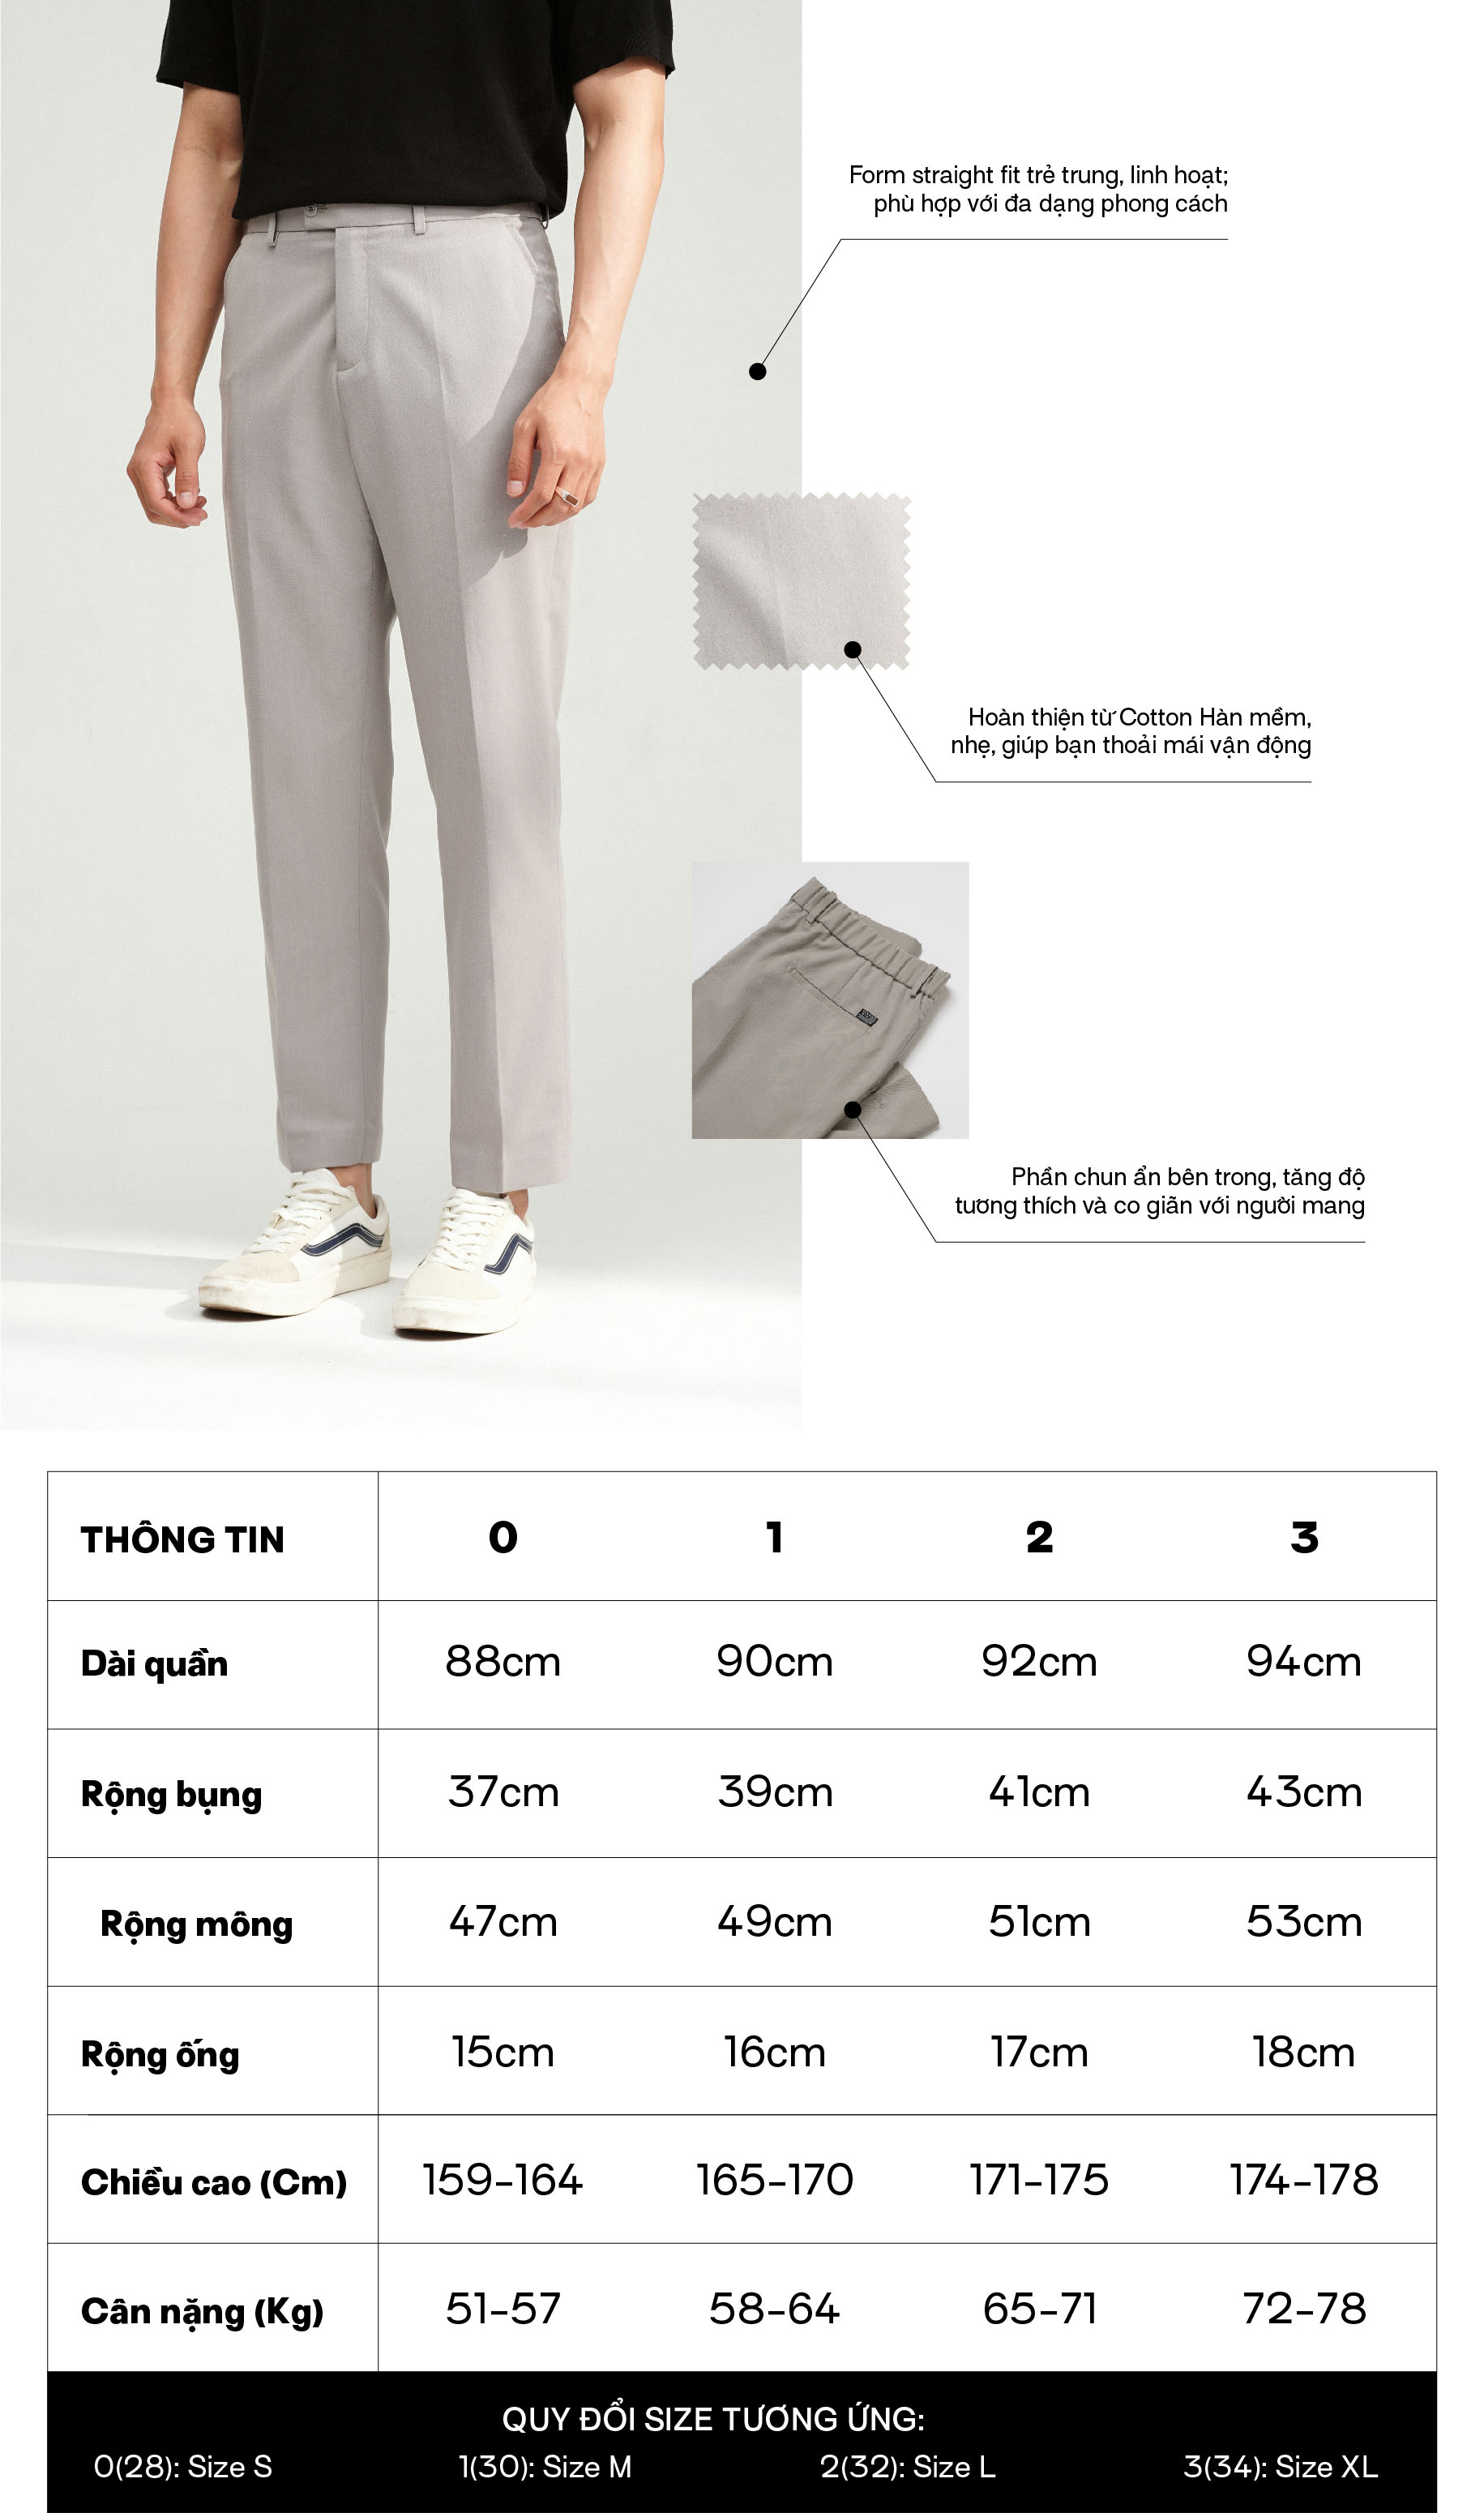 Form straight fit trẻ trung, linh hoạt;
phù hợp với đa dạng phong cách
Hoàn thiện từ Cotton Hàn mềm,
nhẹ, giúp bạn thoải mái vận động
Phần chun ẩn bên trong, tăng độ
tương thích và co giãn với người mang
THÔNG TIN 0 1 2 3
Dài quần 88cm 90cm 92cm 94cm
Rộng bụng 37cm 39cm 41cm 43cm
Rộng mông 47cm 49cm 51cm 53cm
Rộng ống 15cm 16cm 17cm 18cm
Chiều cao (Cm) 159-164 165-170 171-175 174-178
Cân nặng (Kg) 51-57 58-64 65-71 72-78
QUY ĐỔI SIZE TƯƠNG ỨNG:
0(28): Size S 1(30): Size M 2(32): Size L 3(34): Size XL